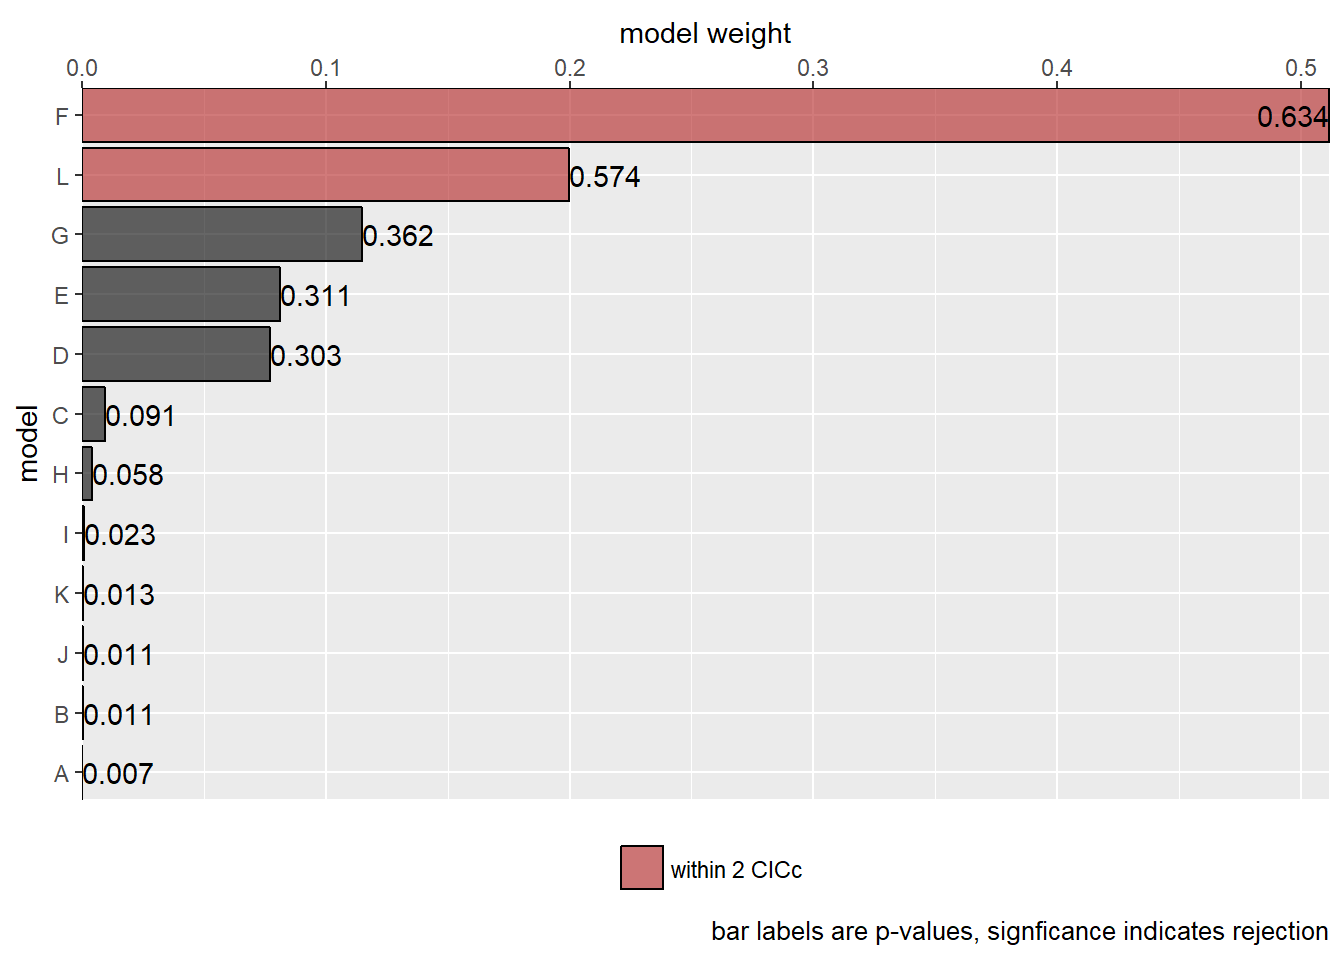 model weight
0.0 0.1 0.2 0.3 0.4 0.5
F 0.634
L 0.574
G 0.362
E 0.311
D 0.303
C 0.091
H 0.058
I 0.023
K 0.013
J 0.011
B 0.011
A 0.007
model
within 2 CICc
bar labels are p-values, signficance indicates rejection